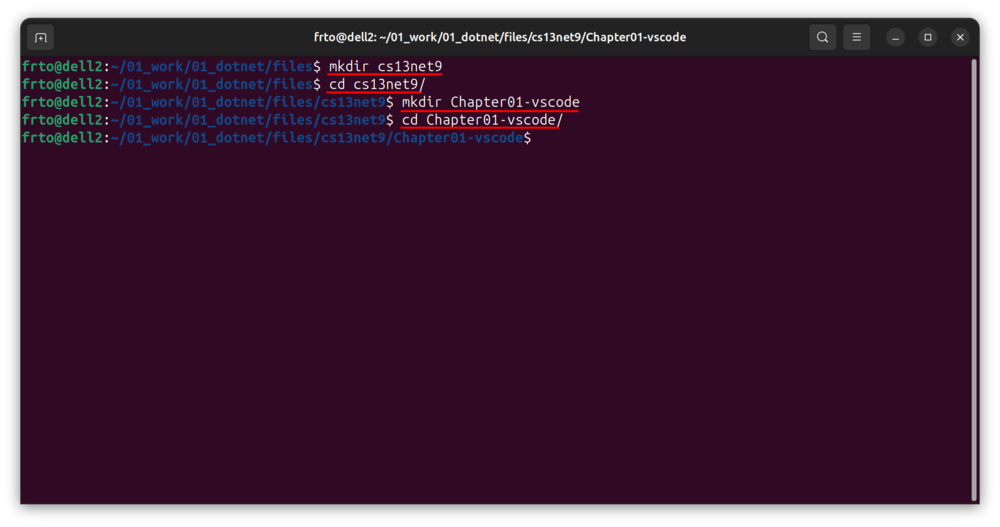 frto@dell2: ~/01_work/01_dotnet/files/cs13net9/Chapter01-vscode
frto@dell2:~/01_work/01_dotnet/files$ mkdir cs13net9
frto@dell2:~/01_work/01_dotnet/files$ cd cs13net9/
frto@dell2:~/01_work/01_dotnet/files/cs13net9$ mkdir Chapter01-vscode
frto@dell2:~/01_work/01_dotnet/files/cs13net9$ cd Chapter01-vscode/
frto@dell2:~/01_work/01_dotnet/files/cs13net9/Chapter01-vscode$